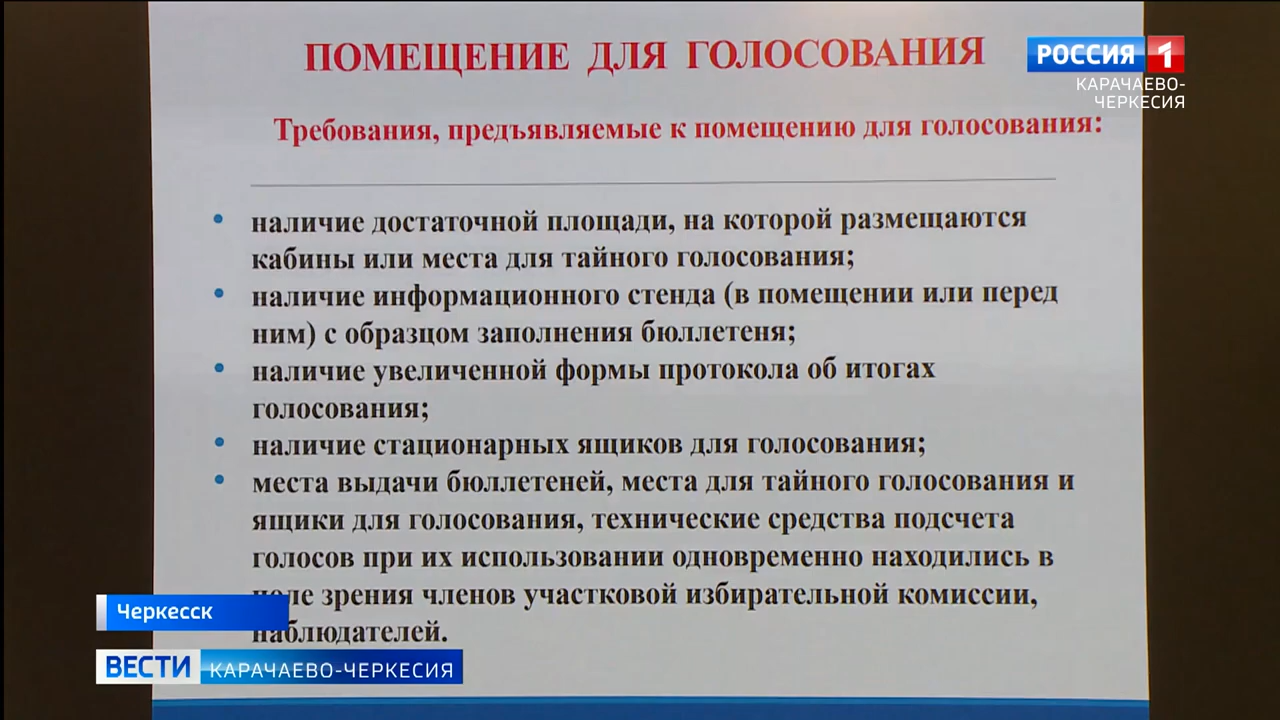 ПОМЕЩЕНИЕ ДЛЯ ГОЛОСОВАНИЯ
РОССИЯ 1
КАРАЧАЕВО-
ЧЕРКЕСИЯ
Требования, предъявляемые к помещению для голосования:
• наличие достаточной площади, на которой размещаются
кабины или места для тайного голосования;
• наличие информационного стенда (в помещении или перед
ним) с образцом заполнения бюллетеня;
• наличие увеличенной формы протокола об итогах
голосования;
• наличие стационарных ящиков для голосования;
• места выдачи бюллетеней, места для тайного голосования и
ящики для голосования, технические средства подсчета
голосов при их использовании одновременно находились в
поле зрения членов участковой избирательной комиссии,
наблюдателей.
Черкесск
ВЕСТИ КАРАЧАЕВО-ЧЕРКЕСИЯ